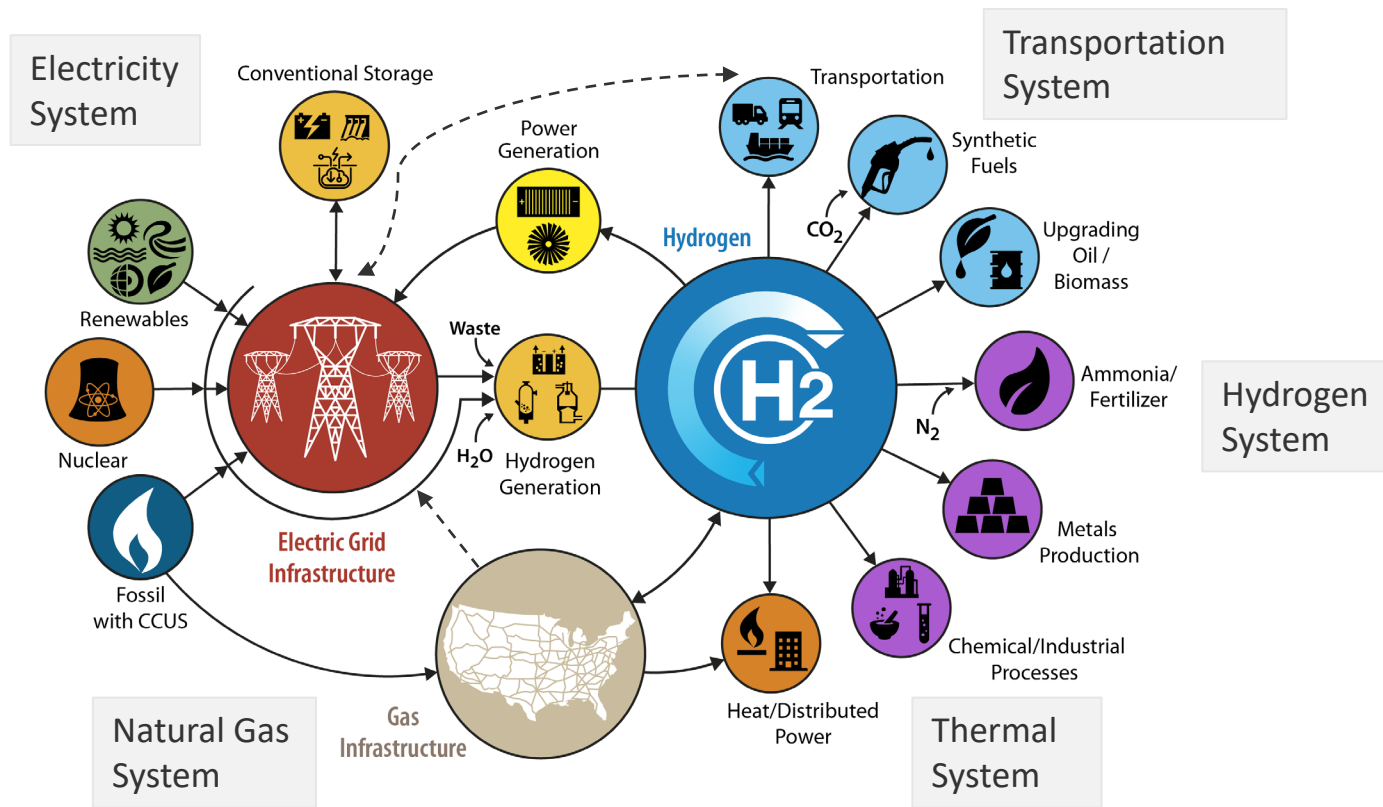 Electricity
System
Conventional Storage
Transportation
System
Transportation
Power
Generation
Synthetic
Fuels
CO2
Hydrogen
Upgrading
Oil /
Biomass
Renewables
Waste
H2
Ammonia/
Fertilizer
N2
Hydrogen
System
Nuclear
H2O
Hydrogen
Generation
Electric Grid
Infrastructure
Metals
Production
Fossil
with CCUS
Chemical/Industrial
Processes
Gas
Infrastructure
Heat/Distributed
Power
Natural Gas
System
Thermal
System